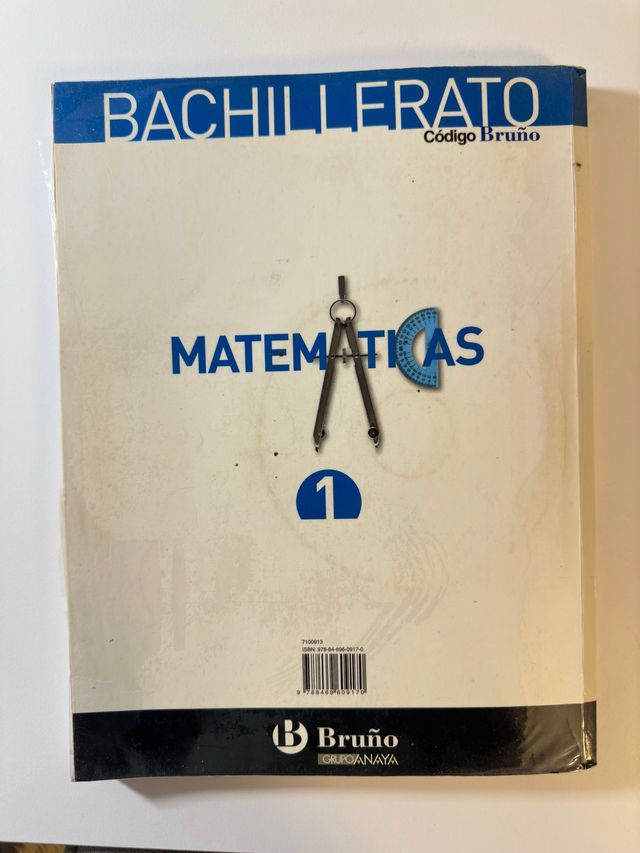 BACHILLERATO
Código Bruño
MATEMÁTICAS
1
7100913
ISBN: 978-84-696-0917-0
9 788469 609170
B Bruño
GRUPO ANAYA